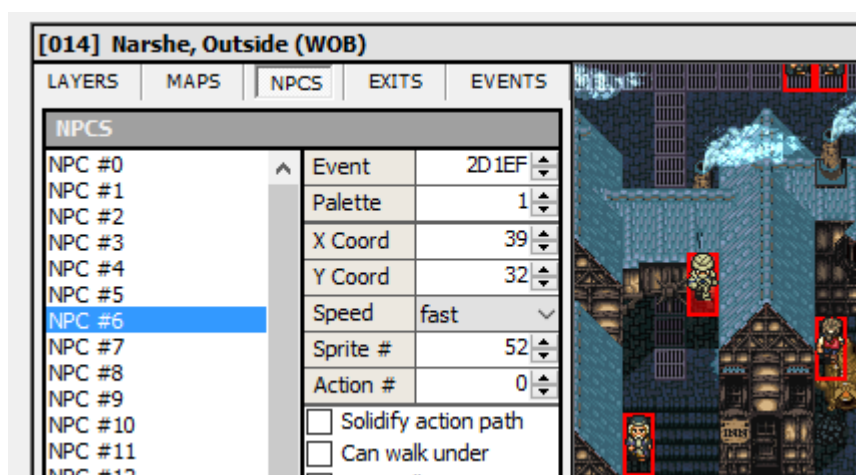 [014] Narshe, Outside (WOB)
LAYERS MAPS NPCS EXITS EVENTS
NPCS
NPC #0
NPC #1
NPC #2
NPC #3
NPC #4
NPC #5
NPC #6
NPC #7
NPC #8
NPC #9
NPC #10
NPC #11
Event 2D1EF
Palette 1
X Coord 39
Y Coord 32
Speed fast
Sprite # 52
Action # 0
Solidify action path
Can walk under
INN